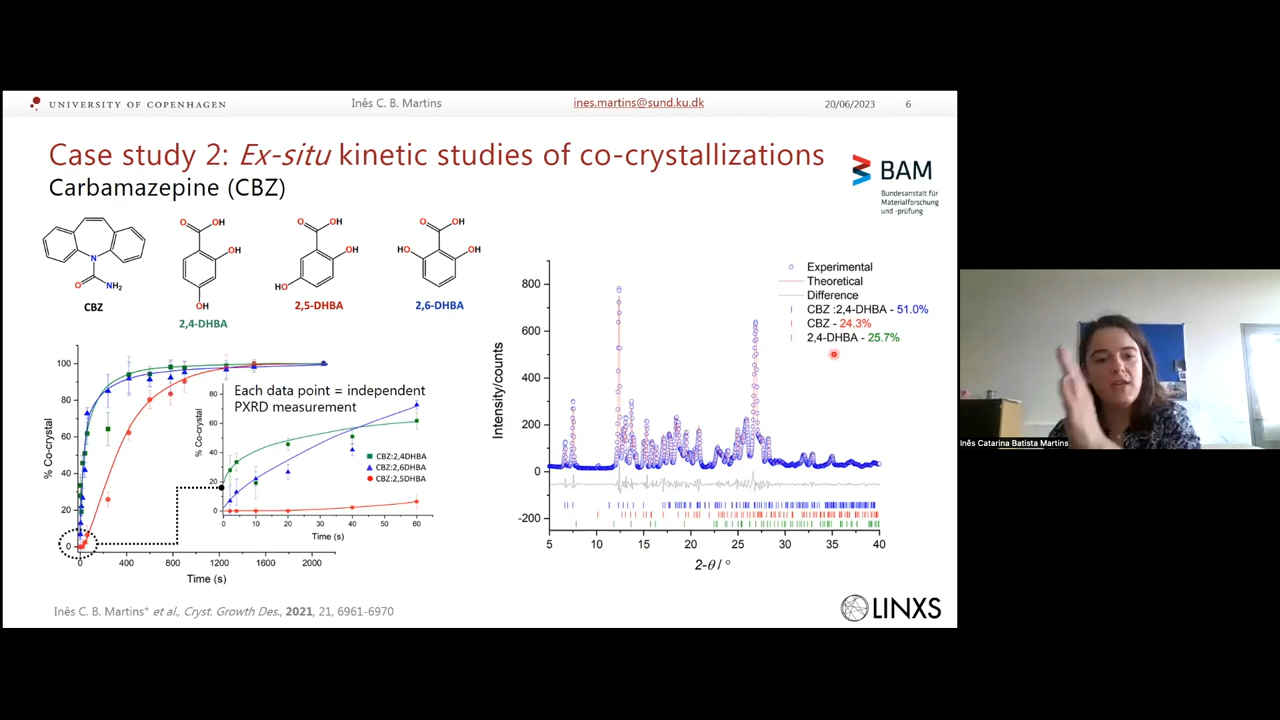 UNIVERSITY OF COPENHAGEN
Inês C. B. Martins
ines.martins@sund.ku.dk
20/06/2023
6
Case study 2: Ex-situ kinetic studies of co-crystallizations
Carbamazepine (CBZ)
BAM
Bundesanstalt für
Materialforschung
und -prüfung
O
NH₂
N
CBZ
O
OH
OH
OH
2,4-DHBA
O
OH
OH
HO
2,5-DHBA
O
OH
HO
OH
2,6-DHBA
% Co-crystal
100
80
60
40
20
0
0
400
800
1200
1600
2000
Time (s)
Each data point = independent
PXRD measurement
% Co-crystal
80
60
40
20
0
0
10
20
30
40
50
60
Time (s)
CBZ:2,4DHBA
CBZ:2,6DHBA
CBZ:2,5DHBA
Intensity/counts
800
600
400
200
0
-200
5
10
15
20
25
30
35
40
2-θ / °
Experimental
Theoretical
Difference
CBZ :2,4-DHBA - 51.0%
CBZ - 24.3%
2,4-DHBA - 25.7%
Inês C. B. Martins* et al., Cryst. Growth Des., 2021, 21, 6961-6970
LINXS
Inês Catarina Batista Martins